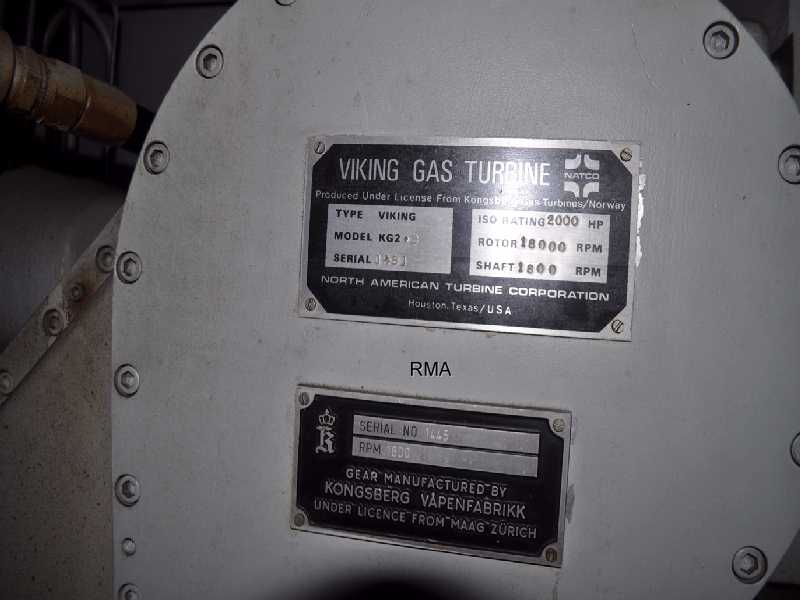 VIKING GAS TURBINE
NATCO
Produced Under License From Kongsberg Gas Turbines/Norway
TYPE VIKING
MODEL KG2
SERIAL
ISO RATING 2000 HP
ROTOR 18000 RPM
SHAFT 1800 RPM
NORTH AMERICAN TURBINE CORPORATION
Houston, Texas/USA
RMA
K
SERIAL NO 1445
RPM 1800
GEAR MANUFACTURED BY
KONGSBERG VÅPENFABRIKK
UNDER LICENCE FROM MAAG ZÜRICH